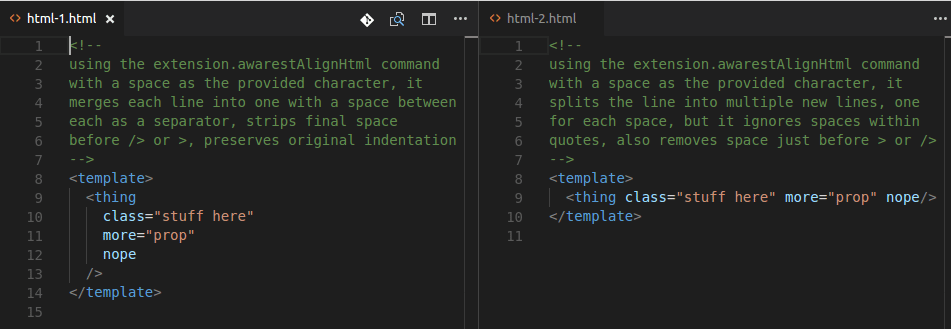 html-1.html
1 <!--
2 using the extension.awarestAlignHtml command
3 with a space as the provided character, it
4 merges each line into one with a space between
5 each as a separator, strips final space
6 before /> or >, preserves original indentation
7 -->
8 <template>
9 <thing
10 class="stuff here"
11 more="prop"
12 nope
13 />
14 </template>
15
html-2.html
1 <!--
2 using the extension.awarestAlignHtml command
3 with a space as the provided character, it
4 splits the line into multiple new lines, one
5 for each space, but it ignores spaces within
6 quotes, also removes space just before > or />
7 -->
8 <template>
9 <thing class="stuff here" more="prop" nope/>
10 </template>
11